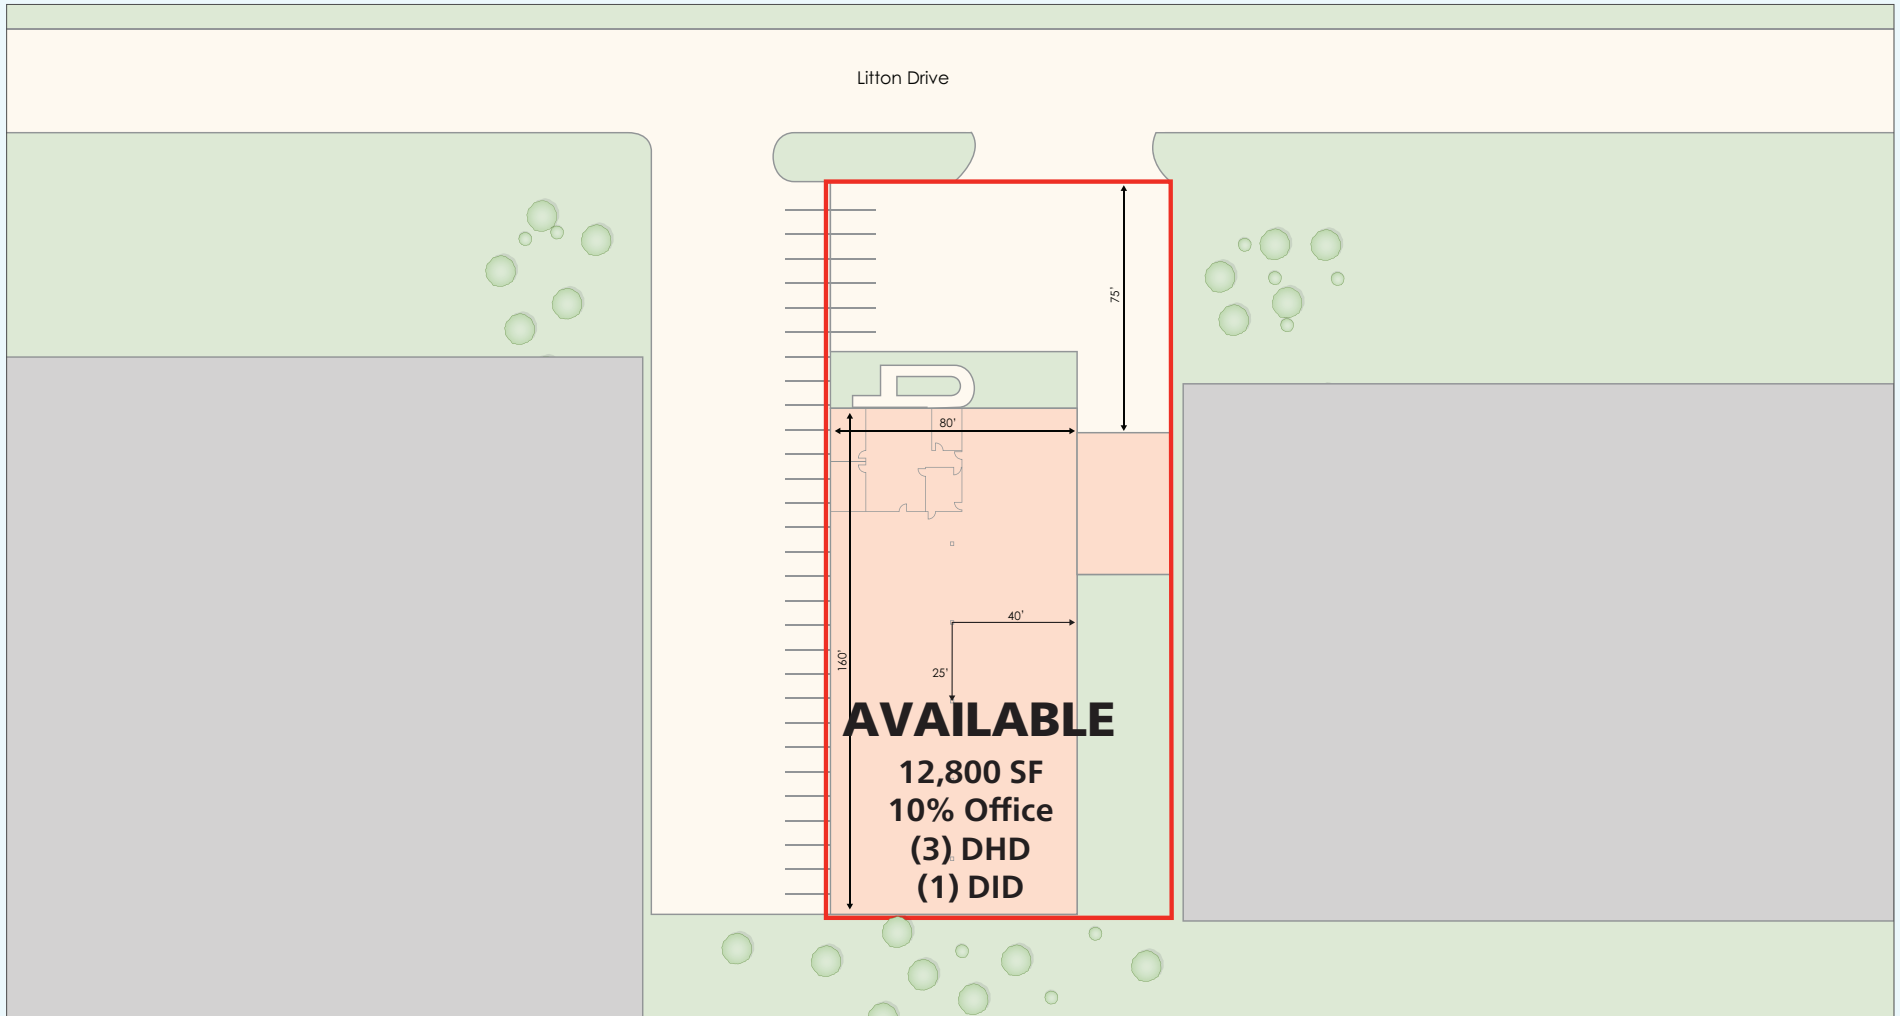 Litton Drive
75’
80’
40’
160’
25’
AVAILABLE
12,800 SF
10% Office
(3) DHD
(1) DID